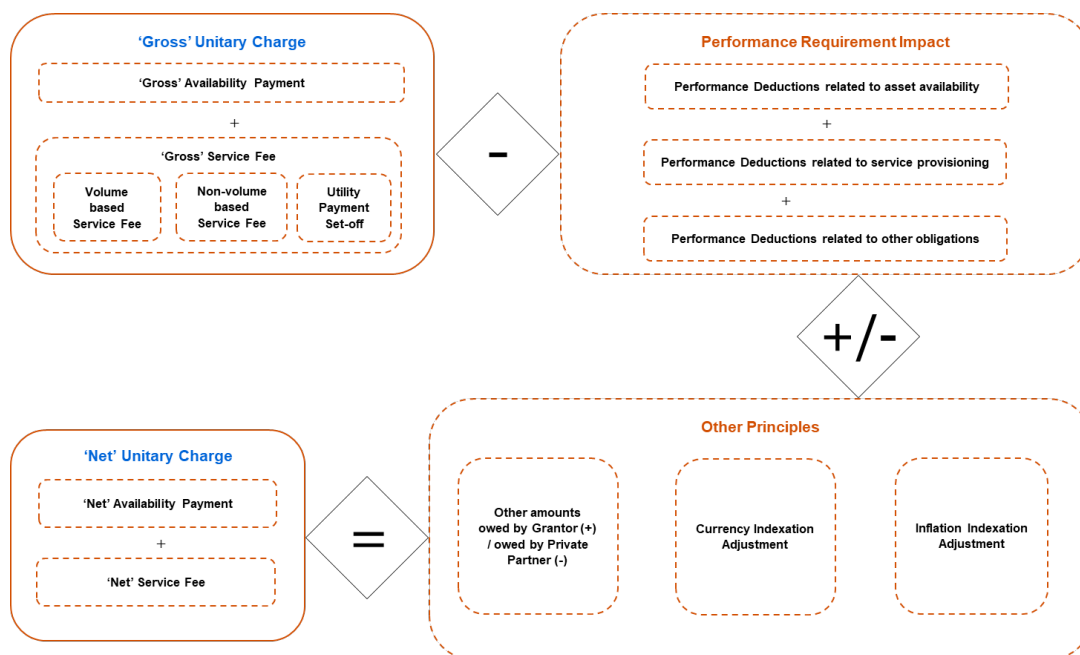 ‘Gross’ Unitary Charge
‘Gross’ Availability Payment
+
‘Gross’ Service Fee
Volume
based
Service Fee
Non-volume
based
Service Fee
Utility
Payment
Set-off
-
Performance Requirement Impact
Performance Deductions related to asset availability
+
Performance Deductions related to service provisioning
+
Performance Deductions related to other obligations
+/-
Other Principles
Other amounts
owed by Grantor (+)
/ owed by Private
Partner (-)
Currency Indexation
Adjustment
Inflation Indexation
Adjustment
=
‘Net’ Unitary Charge
‘Net’ Availability Payment
+
‘Net’ Service Fee